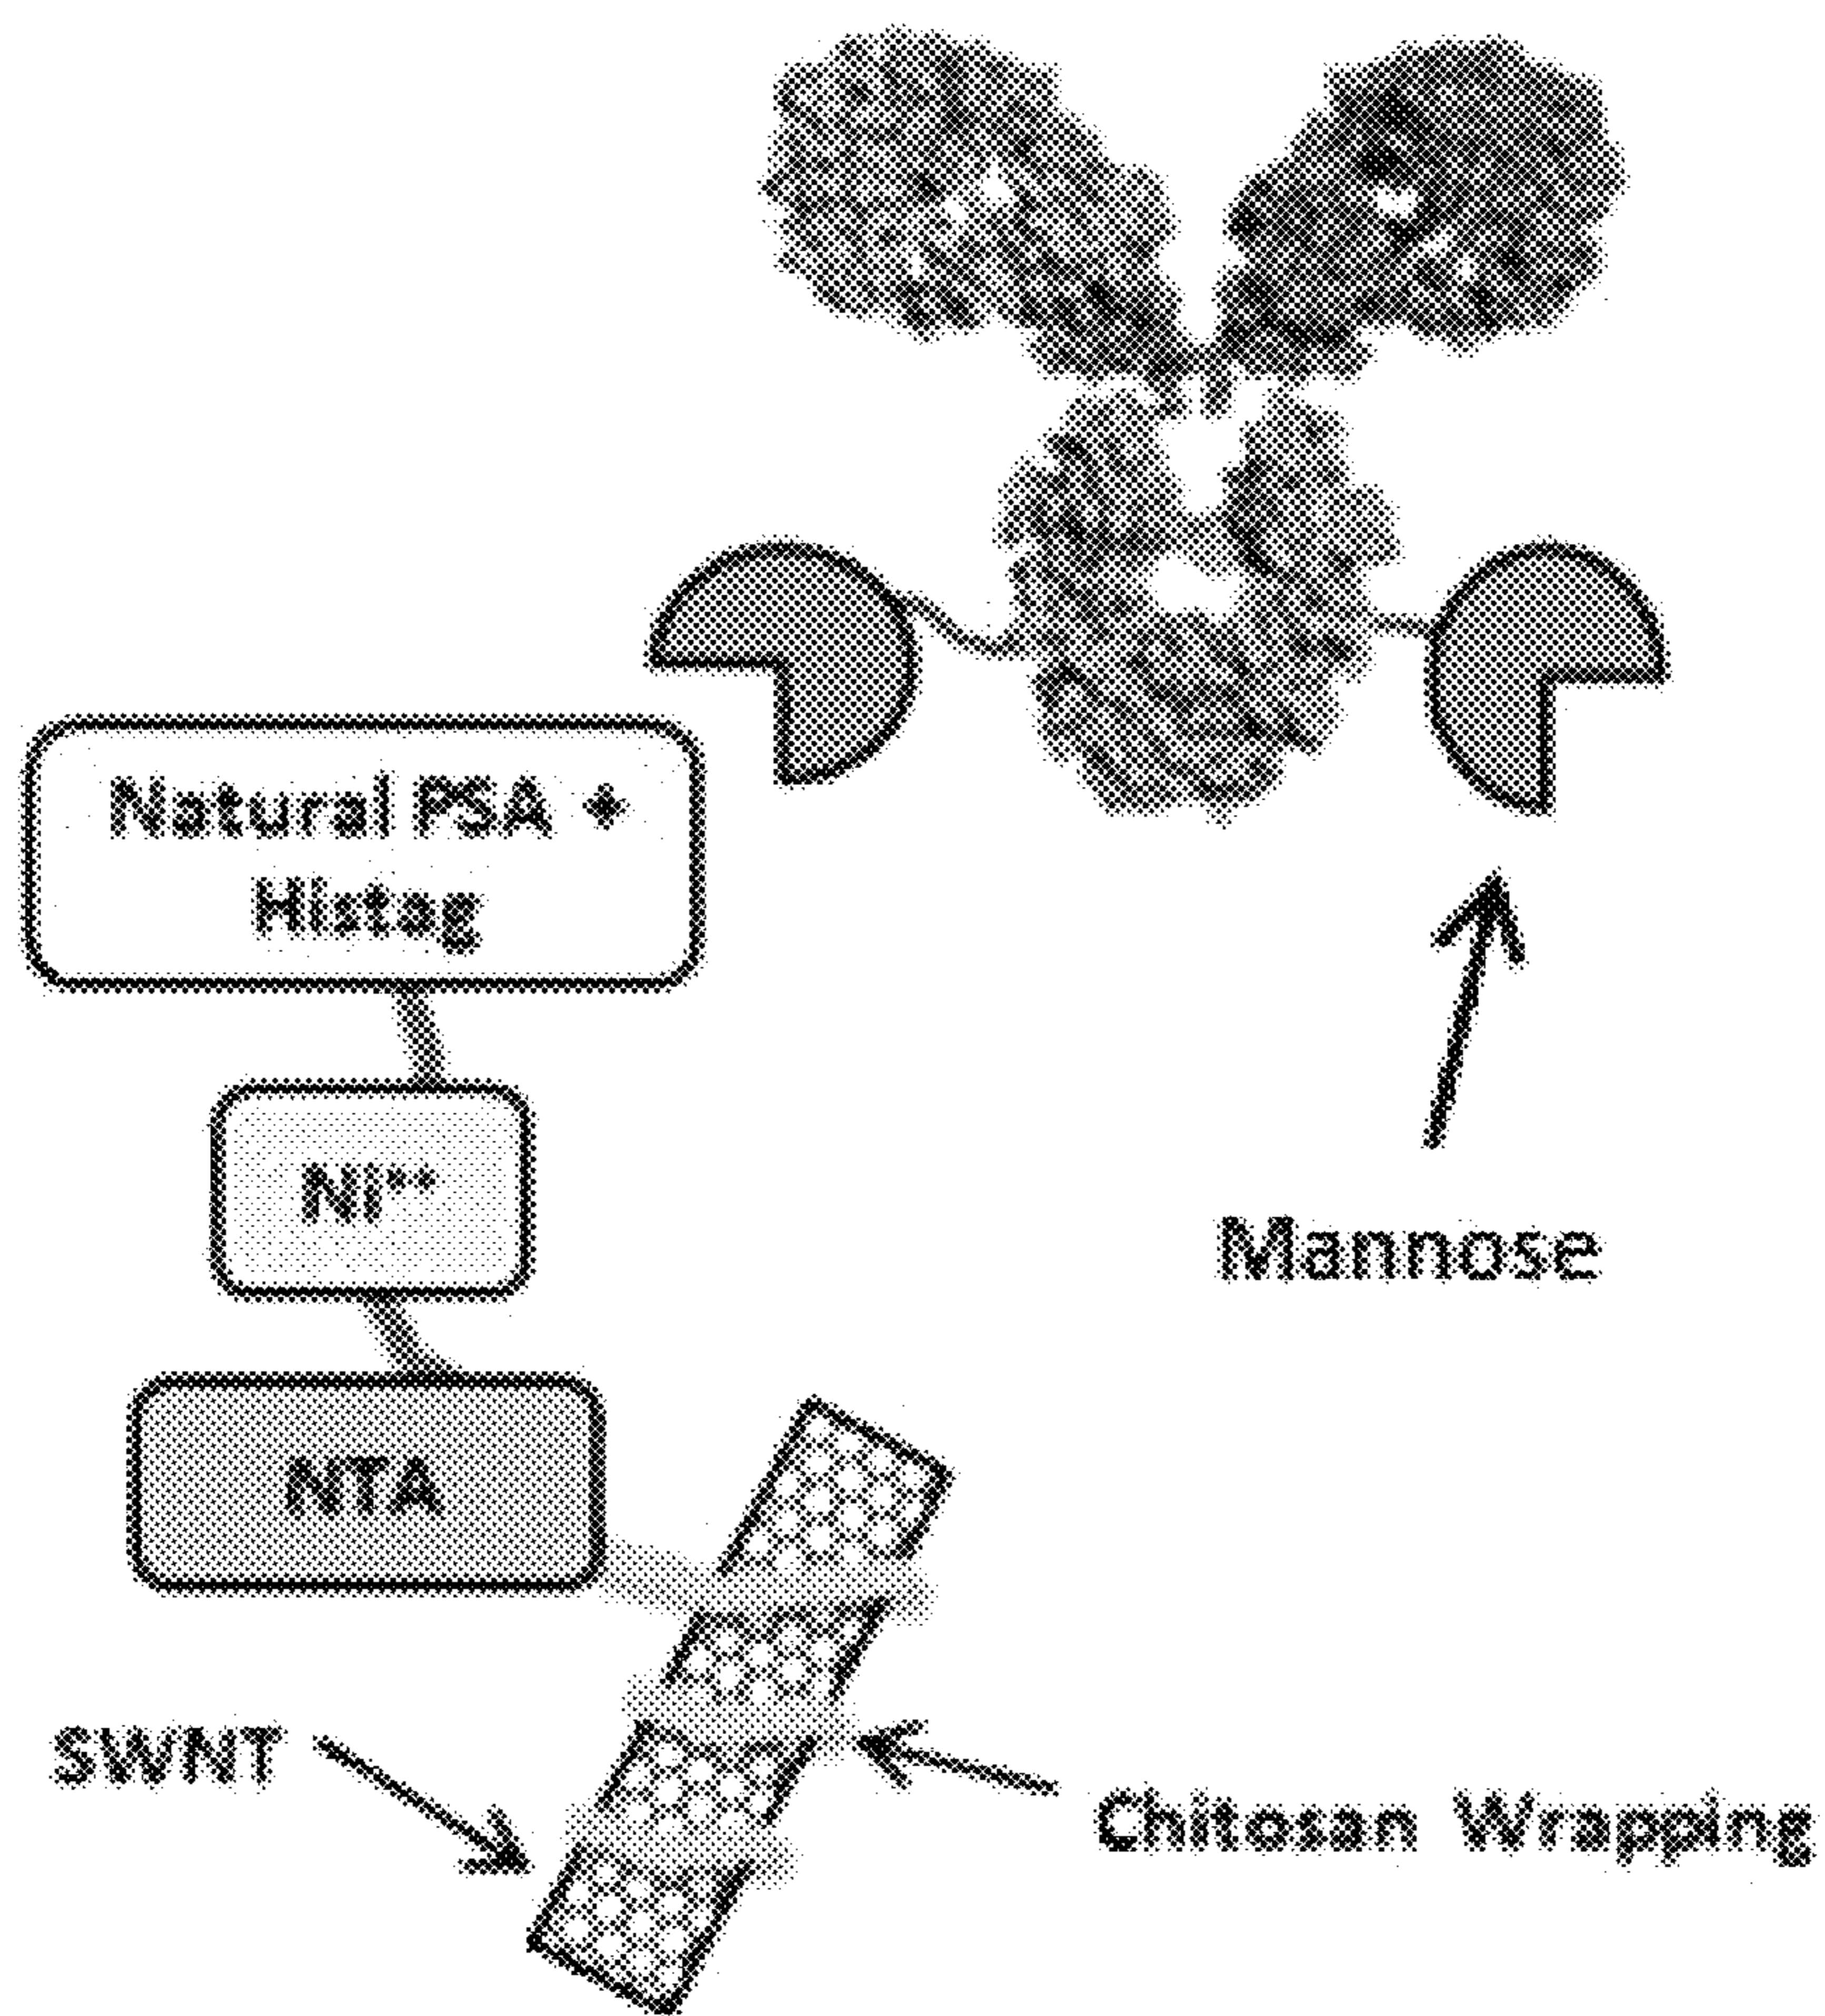 Natural PSA +
Histag
Ni⁺⁺
Mannose
NTA
SWNT
Chitosan Wrapping